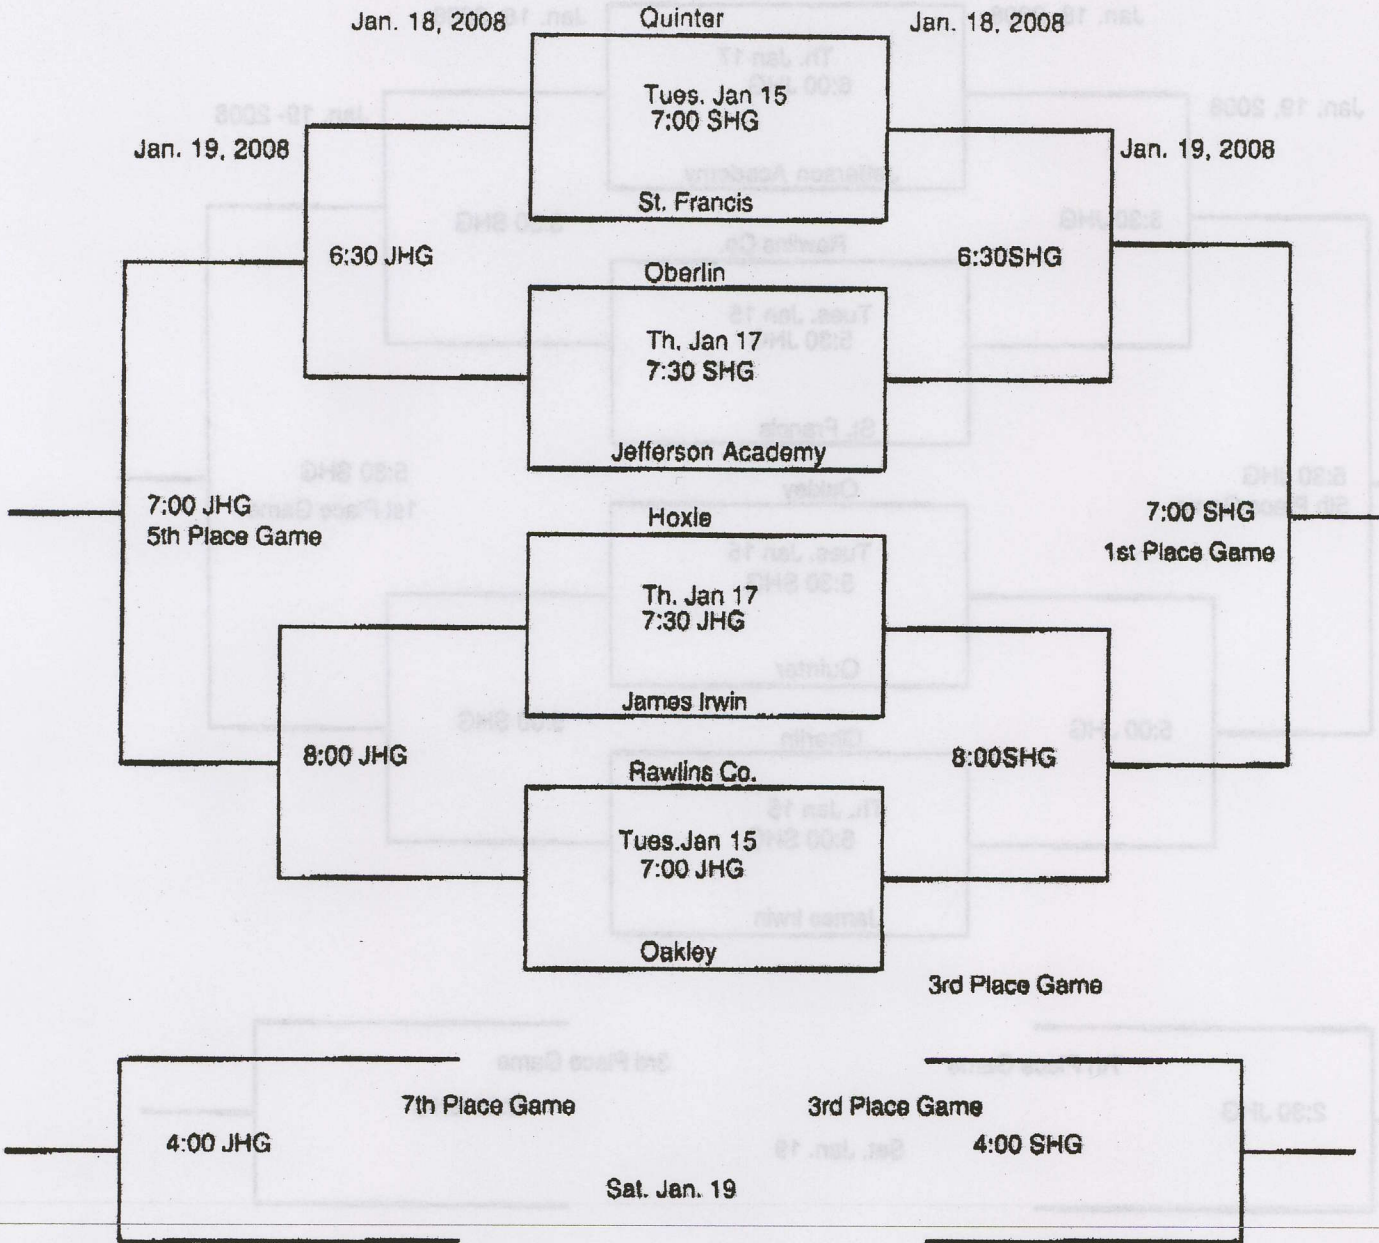 Jan. 18, 2008
Quinter
Jan. 18, 2008
Tues. Jan 15
7:00 SHG
Jan. 19, 2008
Jan. 19, 2008
St. Francis
6:30 JHG
6:30SHG
Oberlin
Th. Jan 17
7:30 SHG
Jefferson Academy
7:00 JHG
5th Place Game
7:00 SHG
1st Place Game
Hoxie
Th. Jan 17
7:30 JHG
James Irwin
8:00 JHG
8:00SHG
Rawlins Co.
Tues.Jan 15
7:00 JHG
Oakley
3rd Place Game
7th Place Game
3rd Place Game
4:00 JHG
4:00 SHG
Sat. Jan. 19